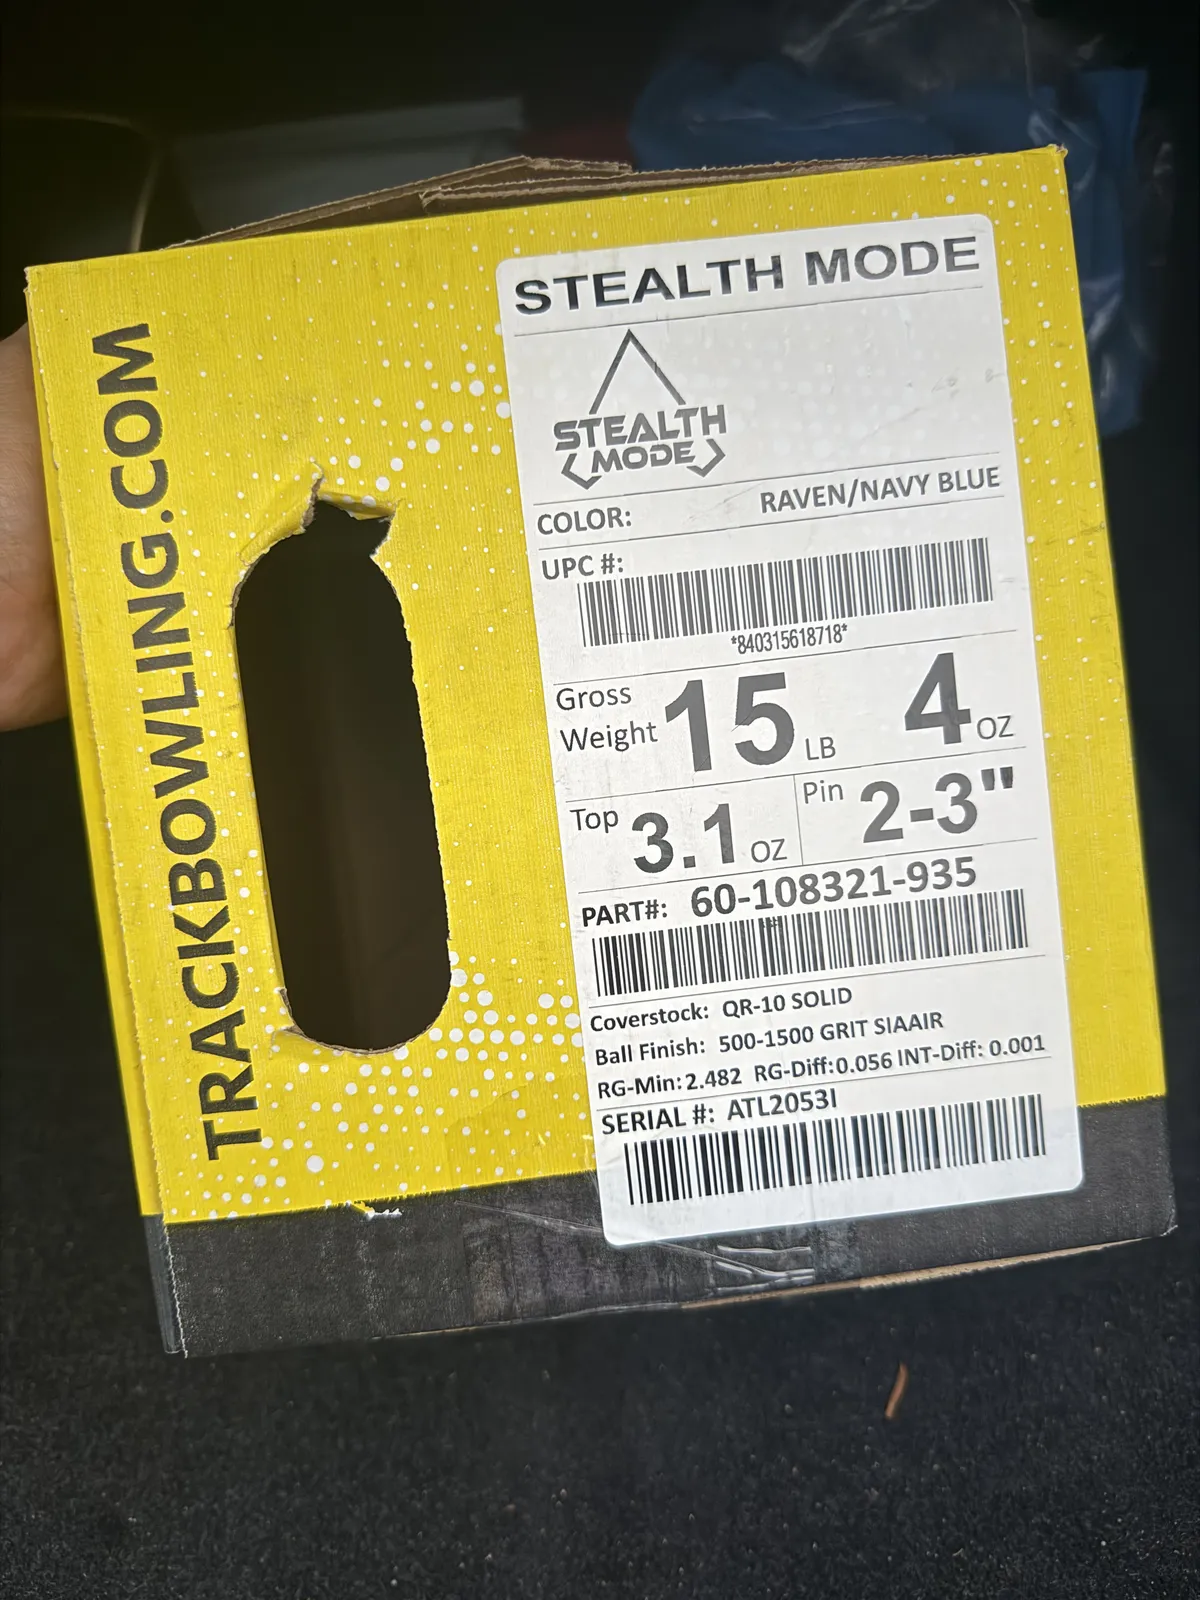 TRACKBOWLING.COM
STEALTH MODE
STEALTH
MODE
COLOR: RAVEN/NAVY BLUE
UPC #:
*840315618718*
Gross Weight 15 LB 4 OZ
Top 3.1 OZ Pin 2-3"
PART#: 60-108321-935
Coverstock: QR-10 SOLID
Ball Finish: 500-1500 GRIT SIAAIR
RG-Min: 2.482 RG-Diff: 0.056 INT-Diff: 0.001
SERIAL #: ATL2053I